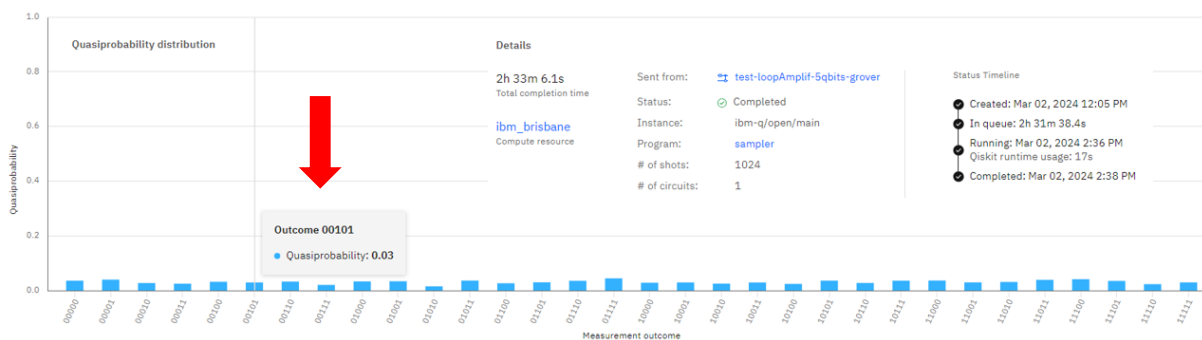 Quasiprobability distribution
Quasiprobability
1.0
0.8
0.6
0.4
0.2
0.0
Outcome 00101
Quasiprobability: 0.03
00000
00001
00010
00011
00100
00101
00110
00111
01000
01001
01010
01011
01100
01101
01110
01111
10000
10001
10010
10011
10100
10101
10110
10111
11000
11001
11010
11011
11100
11101
11110
11111
Measurement outcome
Details
2h 33m 6.1s
Total completion time
ibm_brisbane
Compute resource
Sent from: test-loopAmplif-5qbits-grover
Status: Completed
Instance: ibm-q/open/main
Program: sampler
# of shots: 1024
# of circuits: 1
Status Timeline
Created: Mar 02, 2024 12:05 PM
In queue: 2h 31m 38.4s
Running: Mar 02, 2024 2:36 PM
Qiskit runtime usage: 17s
Completed: Mar 02, 2024 2:38 PM